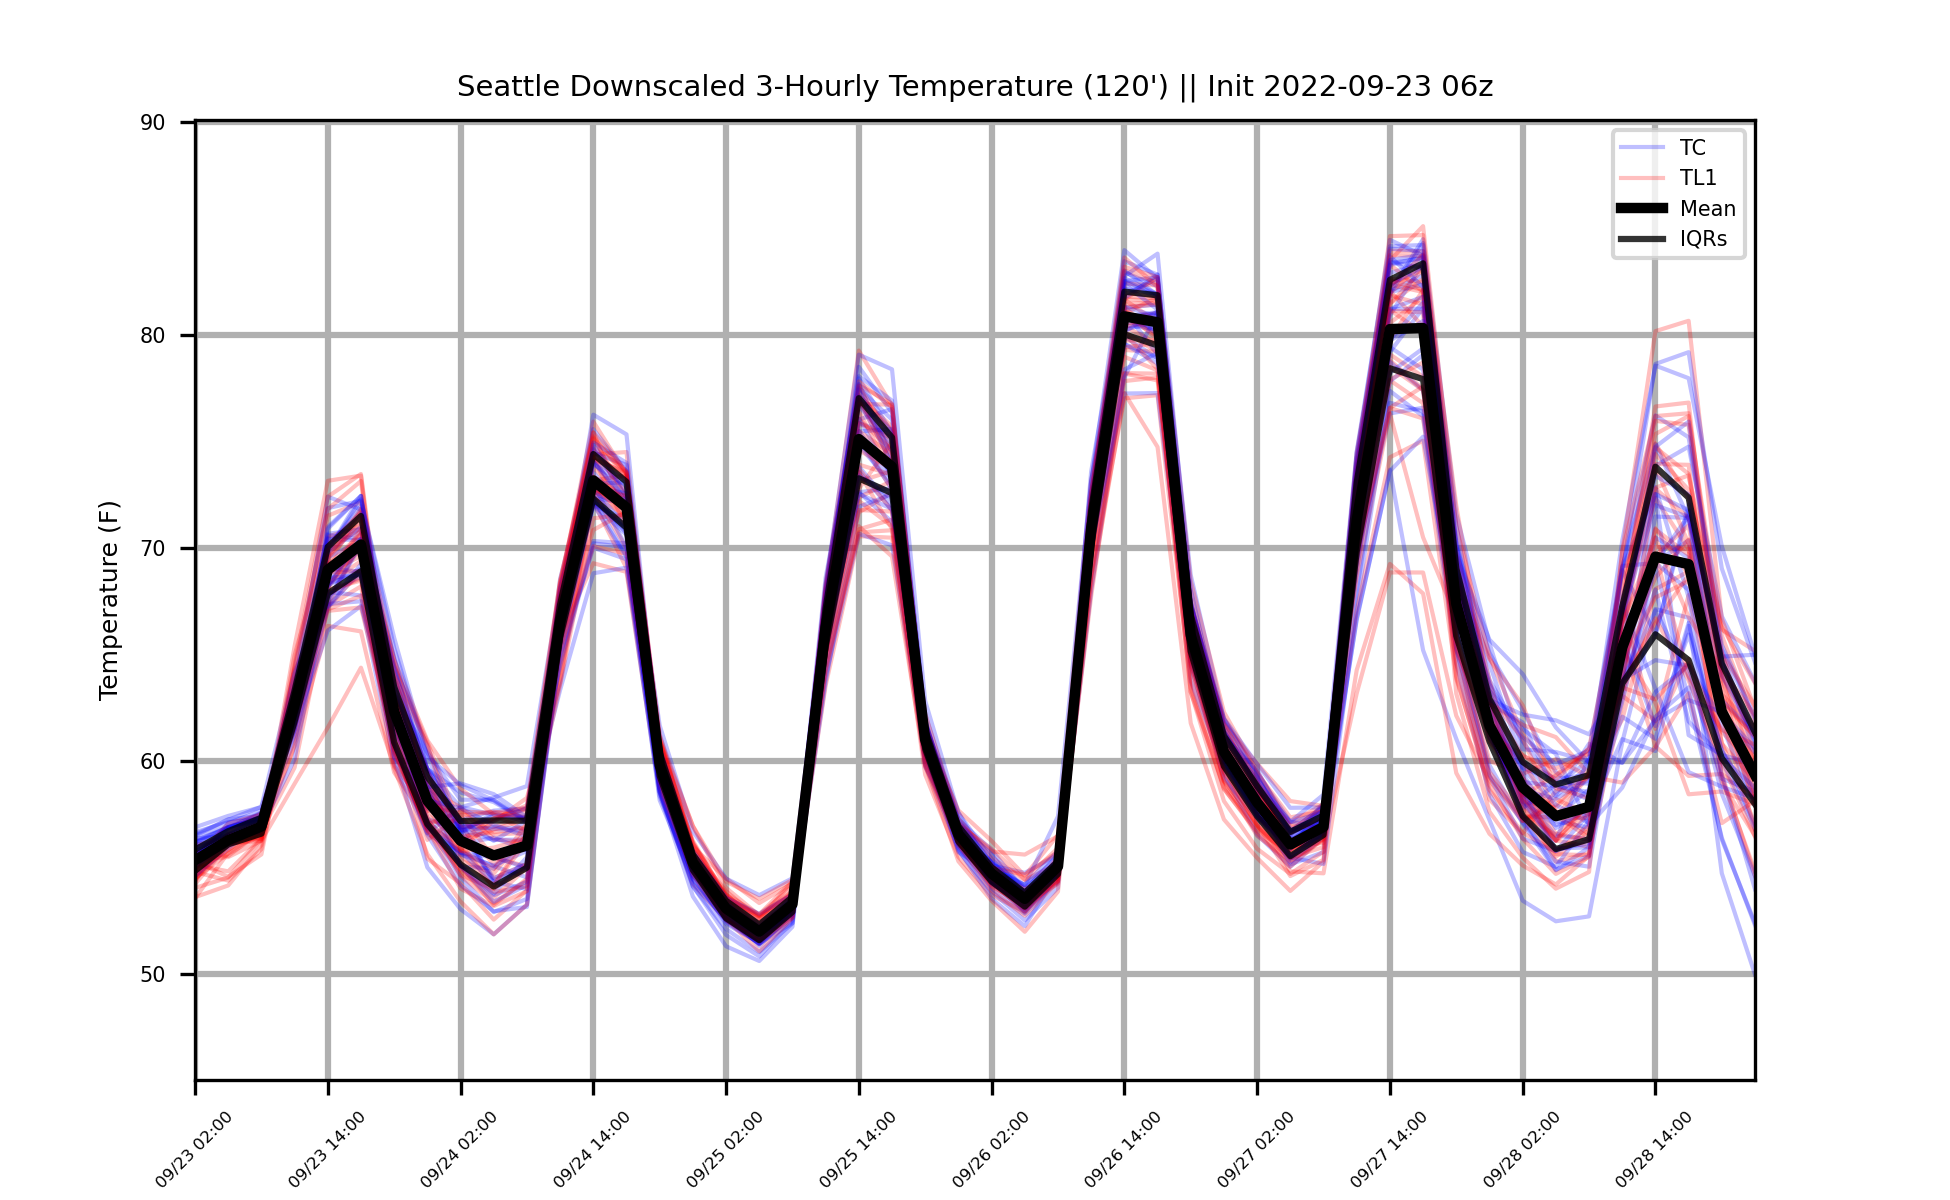 Seattle Downscaled 3-Hourly Temperature (120') || Init 2022-09-23 06z
TC
TL1
Mean
IQRs
Temperature (F)
90
80
70
60
50
09/23 02:00
09/23 14:00
09/24 02:00
09/24 14:00
09/25 02:00
09/25 14:00
09/26 02:00
09/26 14:00
09/27 02:00
09/27 14:00
09/28 02:00
09/28 14:00